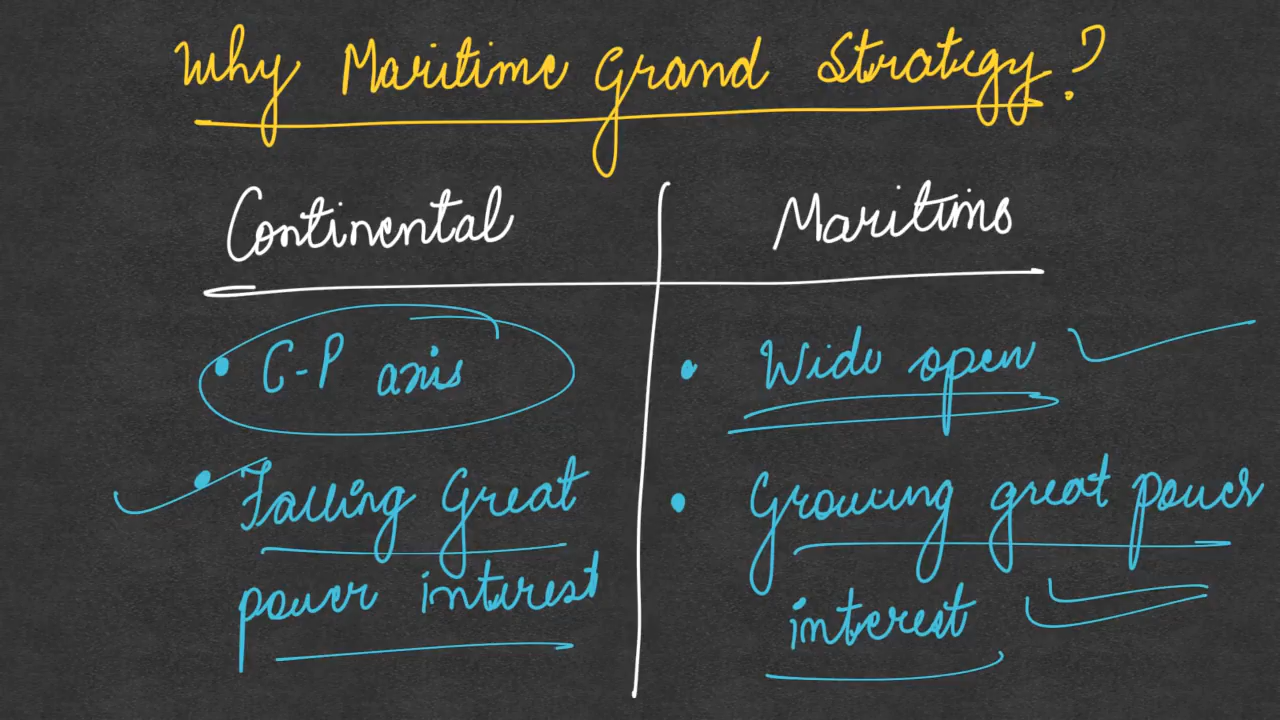 Why Maritime Grand Strategy?
Continental
Maritime
• C-P axis
• Wide open
• Falling Great
power interest
• Growing great power
interest